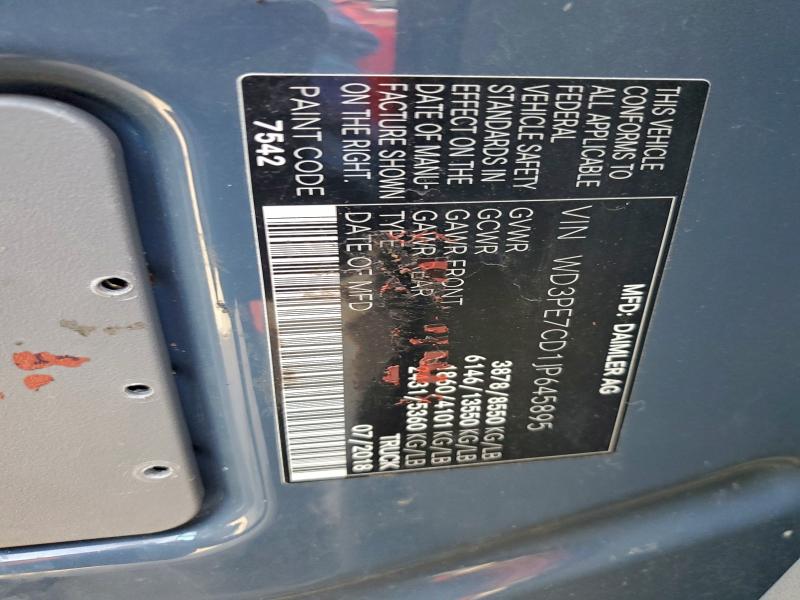 MFD: DAIMLER AG
VIN WD3PE7CD1JP645895
THIS VEHICLE
CONFORMS TO
ALL APPLICABLE
FEDERAL
VEHICLE SAFETY
STANDARDS IN
EFFECT ON THE
DATE OF MANU-
FACTURE SHOWN
ON THE RIGHT.
PAINT CODE
7542
GVWR 3878/8550 KG/LB
GCWR 6146/13550 KG/LB
GAWR FRONT 1860/4101 KG/LB
GAWR REAR 2431/5360 KG/LB
TYPE TRUCK
DATE OF MFD 07/2018